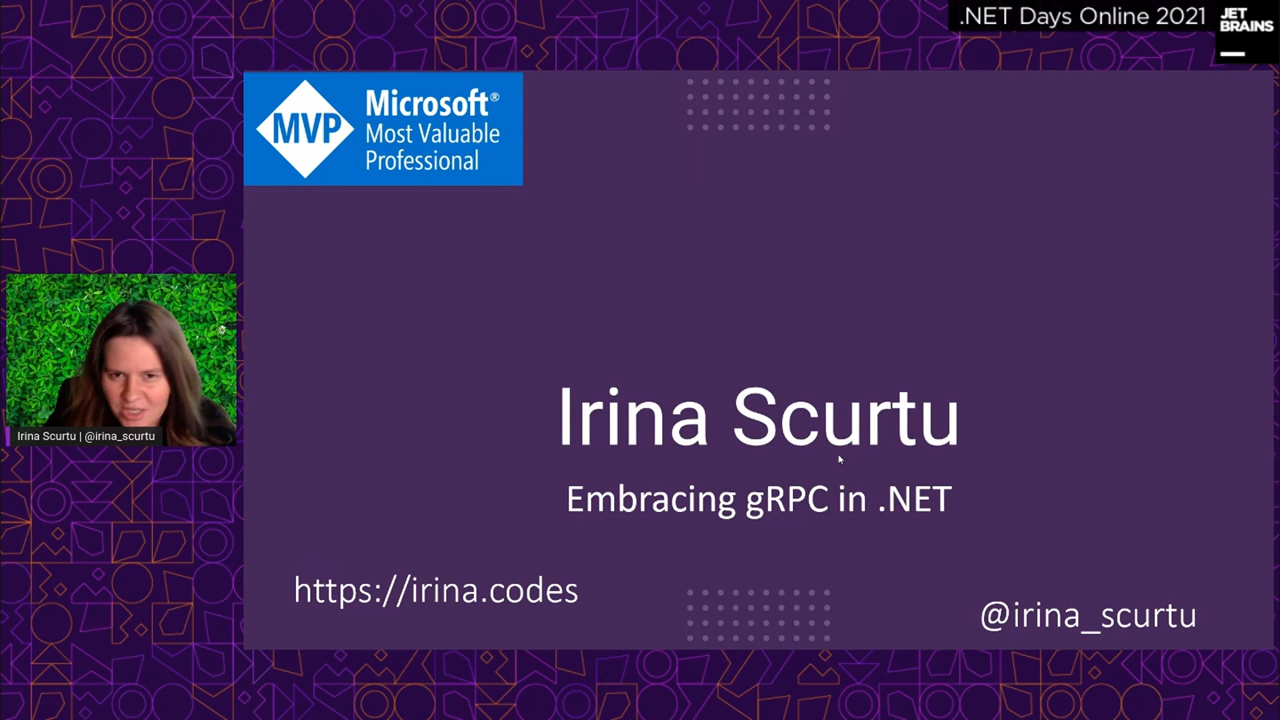 .NET Days Online 2021
JET
BRAINS
MVP
Microsoft®
Most Valuable
Professional
Irina Scurtu | @irina_scurtu
Irina Scurtu
Embracing gRPC in .NET
https://irina.codes
@irina_scurtu